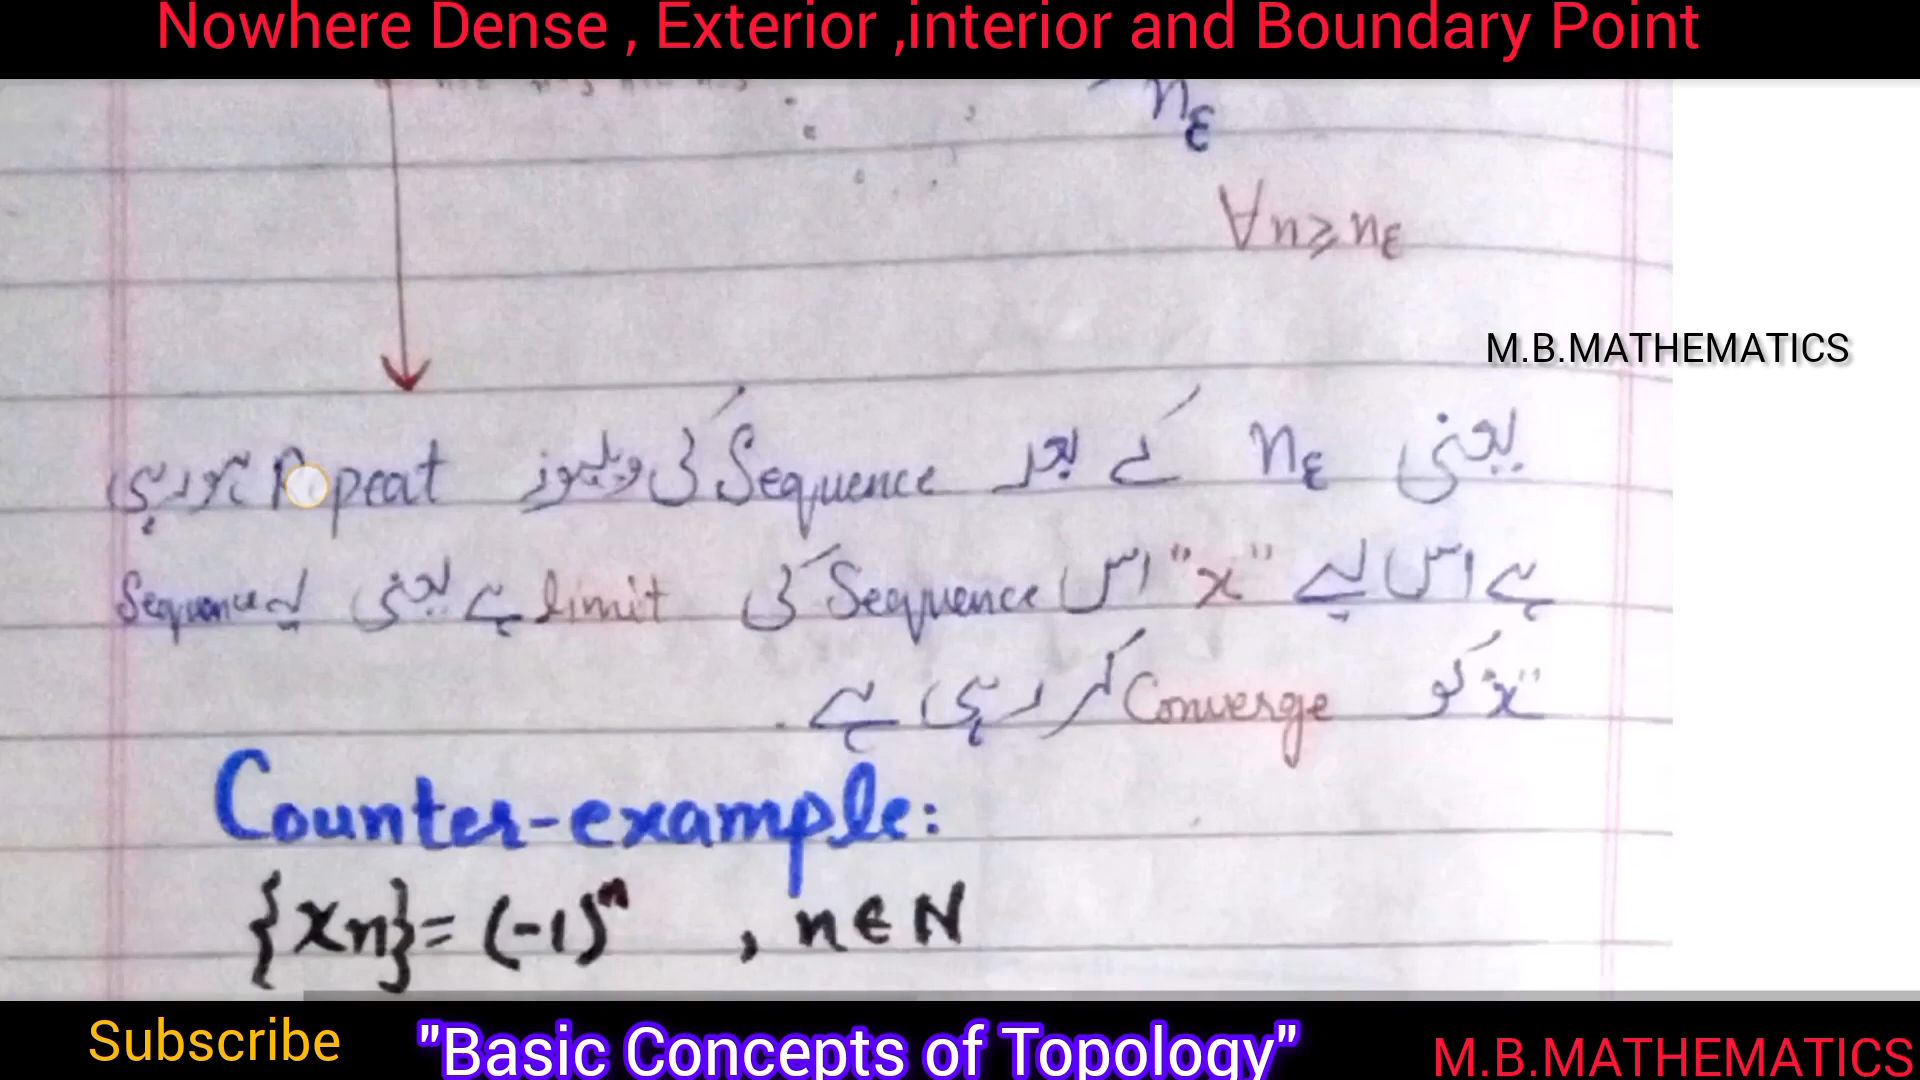 Nowhere Dense , Exterior ,interior and Boundary Point
nε
∀n⩾nε
M.B.MATHEMATICS
یعنی nε کے بعد Sequence کی ویلیوز Repeat ہورہی
ہے اس لیے "x" اس Sequence کی limit ہے یعنی یہ Sequence
"x" کو Converge کر رہی ہے.
Counter-example:
{xn}= (-1)ⁿ , n∈N
Subscribe
"Basic Concepts of Topology"
M.B.MATHEMATICS